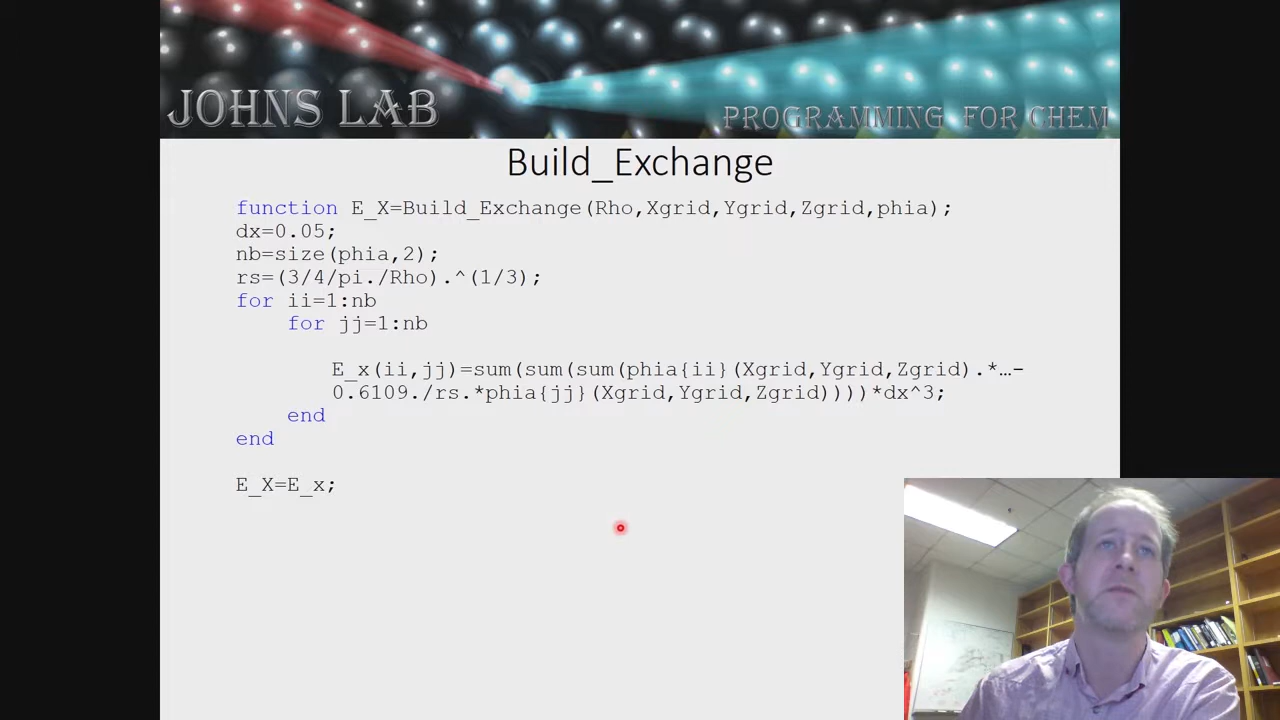 JOHNS LAB
PROGRAMMING FOR CHEM
Build_Exchange
function E_X=Build_Exchange(Rho,Xgrid,Ygrid,Zgrid,phia);
dx=0.05;
nb=size(phia,2);
rs=(3/4/pi./Rho).^(1/3);
for ii=1:nb
for jj=1:nb
E_x(ii,jj)=sum(sum(sum(phia{ii}(Xgrid,Ygrid,Zgrid).*…-
0.6109./rs.*phia{jj}(Xgrid,Ygrid,Zgrid))))*dx^3;
end
end
E_X=E_x;